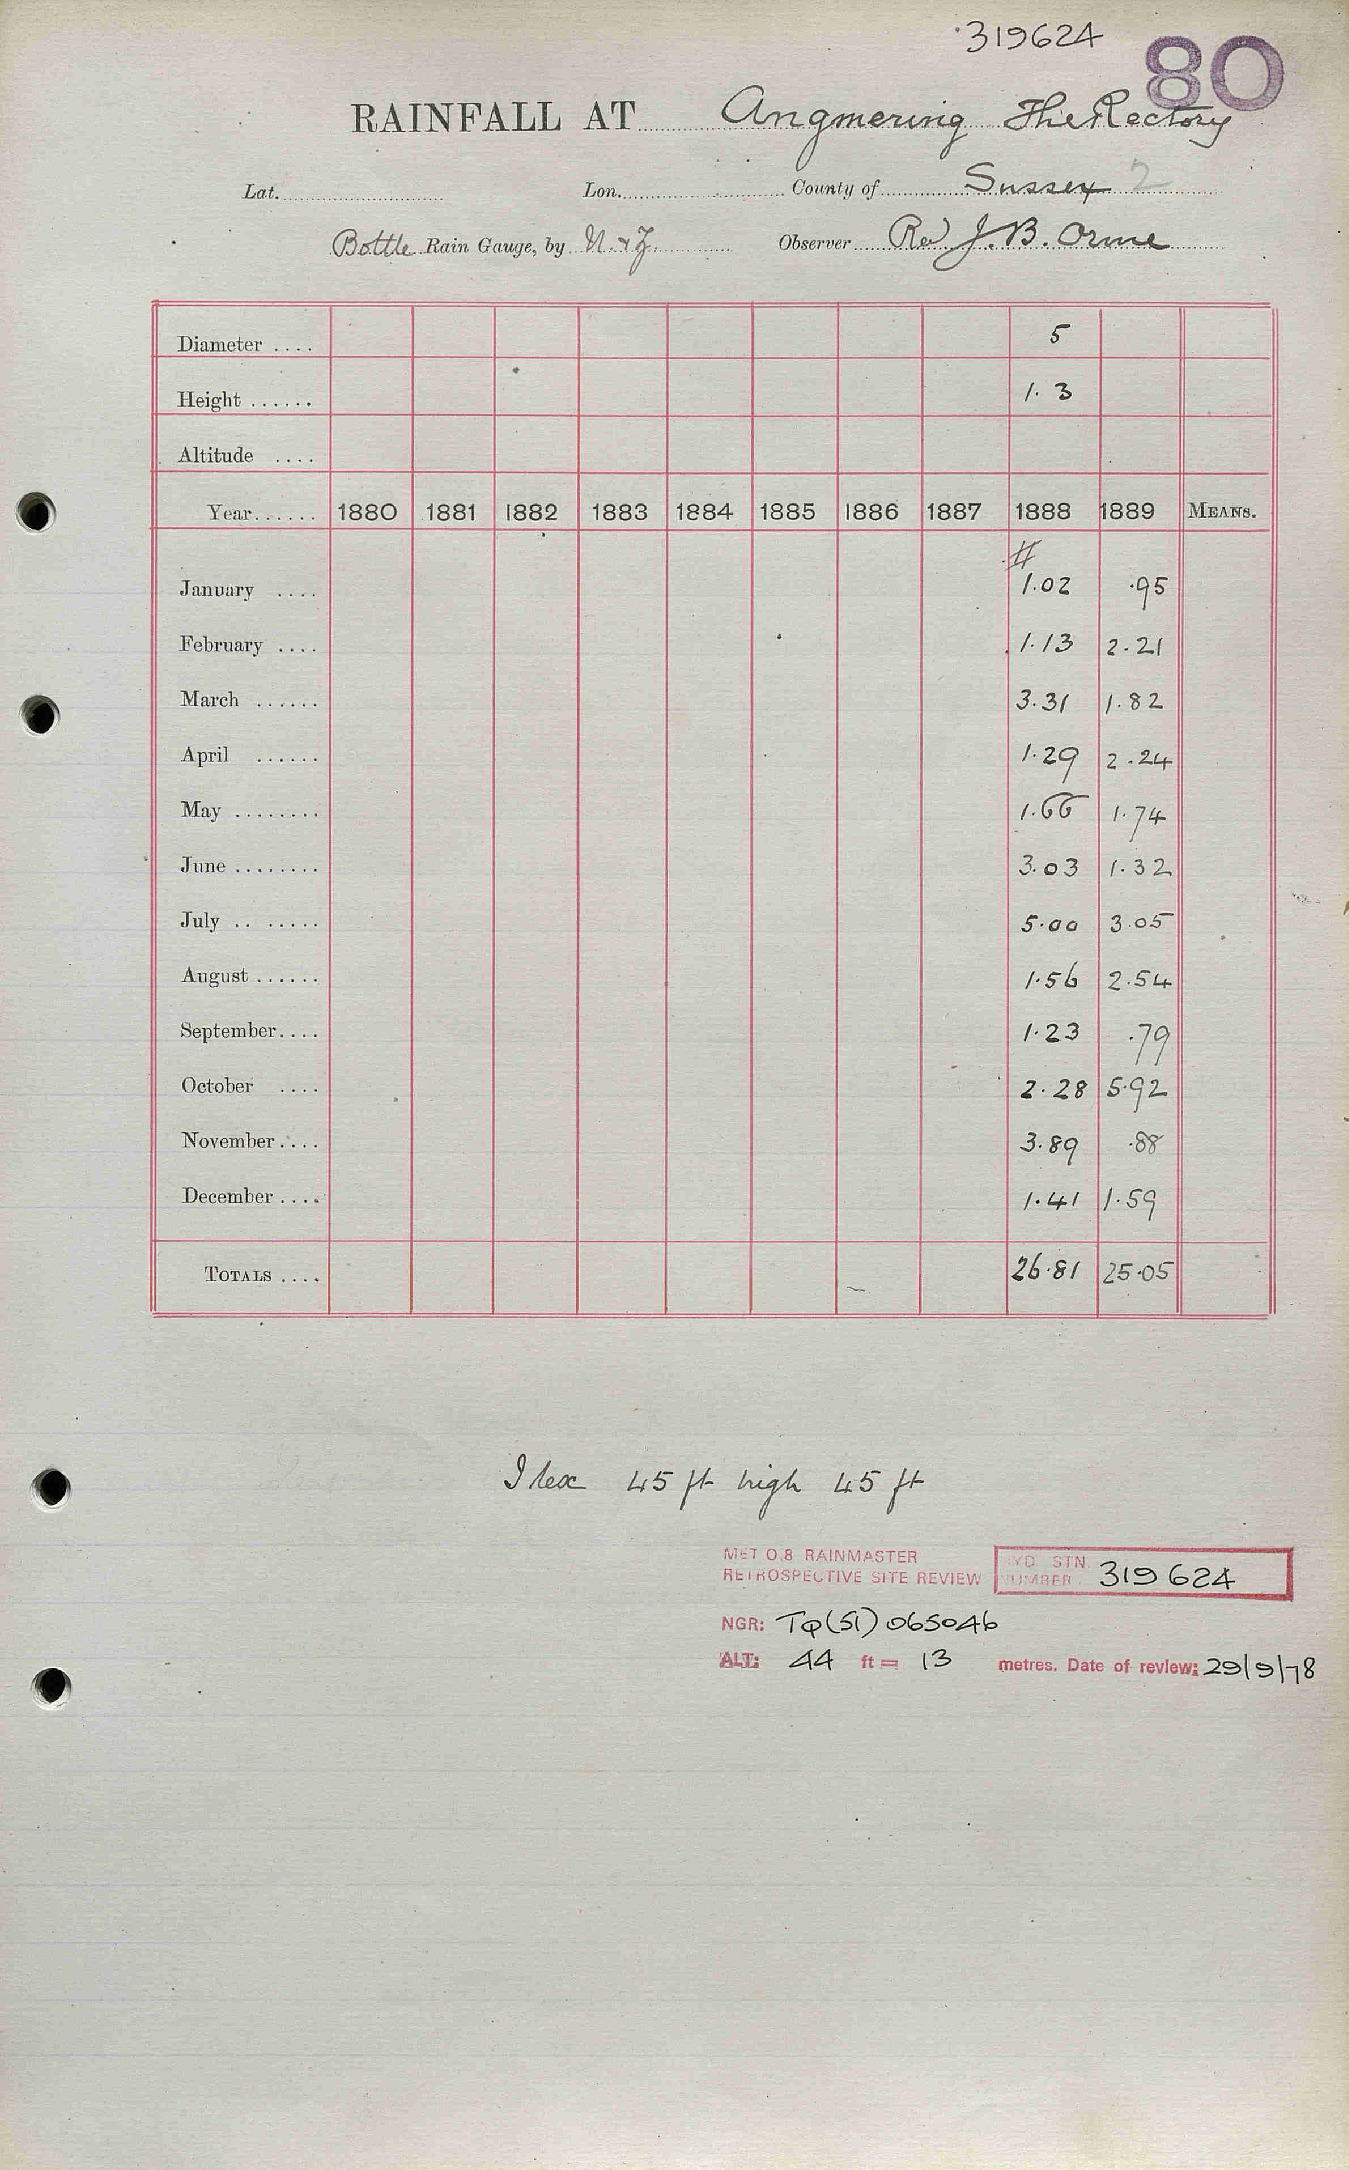 319624
80
RAINFALL AT Angmering The Rectory
Lat. Lon. County of Sussex 2
Bottle Rain Gauge, by N. & Z. Observer Rev J. B. Orme
Diameter .... 5
Height ...... 1. 3
Altitude ....
Year...... 1880 1881 1882 1883 1884 1885 1886 1887 1888 1889 MEANS.
#
January .... 1.02 .95
February .... 1.13 2.21
March ...... 3.31 1.82
April ...... 1.29 2.24
May ........ 1.66 1.74
June ........ 3.03 1.32
July .. ..... 5.00 3.05
August ...... 1.56 2.54
September.... 1.23 .79
October .... 2.28 5.92
November.... 3.89 .88
December .... 1.41 1.59
TOTALS .... 26.81 25.05
Ilex 45 ft high 45 ft
MET O.8 RAINMASTER
RETROSPECTIVE SITE REVIEW
HYD. STN. NUMBER 319 624
NGR: TQ(51) 065046
ALT: 44 ft = 13 metres. Date of review: 29/9/78